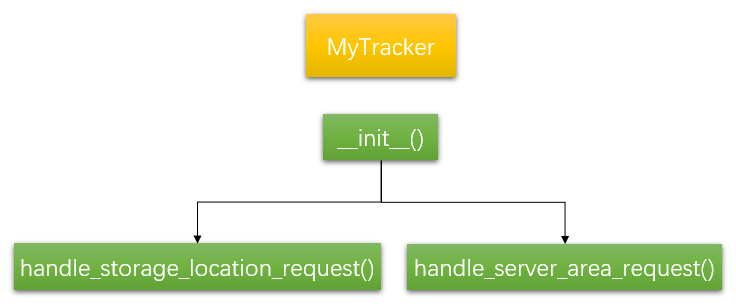 MyTracker
__init__()
handle_storage_location_request()
handle_server_area_request()